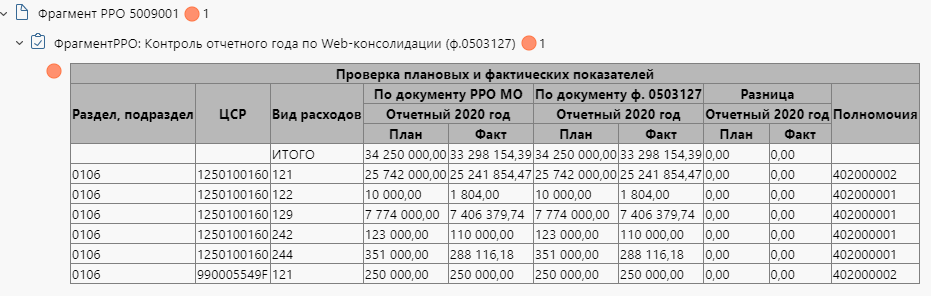 Фрагмент РРО 5009001 1
ФрагментРРО: Контроль отчетного года по Web-консолидации (ф.0503127) 1
Проверка плановых и фактических показателей
Раздел, подраздел ЦСР Вид расходов По документу РРО МО По документу ф. 0503127 Разница Полномочия
Отчетный 2020 год Отчетный 2020 год Отчетный 2020 год
План Факт План Факт План Факт
ИТОГО 34 250 000,00 33 298 154,39 34 250 000,00 33 298 154,39 0,00 0,00
0106 1250100160 121 25 742 000,00 25 241 854,47 25 742 000,00 25 241 854,47 0,00 0,00 402000002
0106 1250100160 122 10 000,00 1 804,00 10 000,00 1 804,00 0,00 0,00 402000001
0106 1250100160 129 7 774 000,00 7 406 379,74 7 774 000,00 7 406 379,74 0,00 0,00 402000001
0106 1250100160 242 123 000,00 110 000,00 123 000,00 110 000,00 0,00 0,00 402000001
0106 1250100160 244 351 000,00 288 116,18 351 000,00 288 116,18 0,00 0,00 402000001
0106 990005549F 121 250 000,00 250 000,00 250 000,00 250 000,00 0,00 0,00 402000002